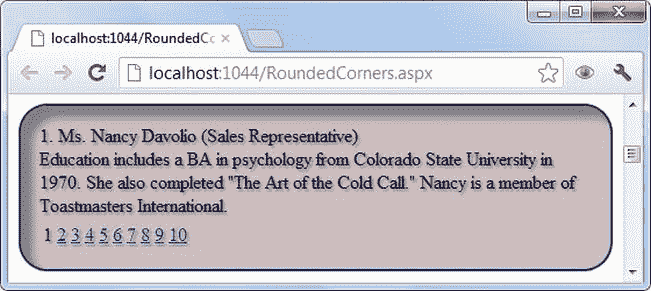 localhost:1044/RoundedCo
localhost:1044/RoundedCorners.aspx
1. Ms. Nancy Davolio (Sales Representative)
Education includes a BA in psychology from Colorado State University in
1970. She also completed "The Art of the Cold Call." Nancy is a member of
Toastmasters International.
1 2 3 4 5 6 7 8 9 10